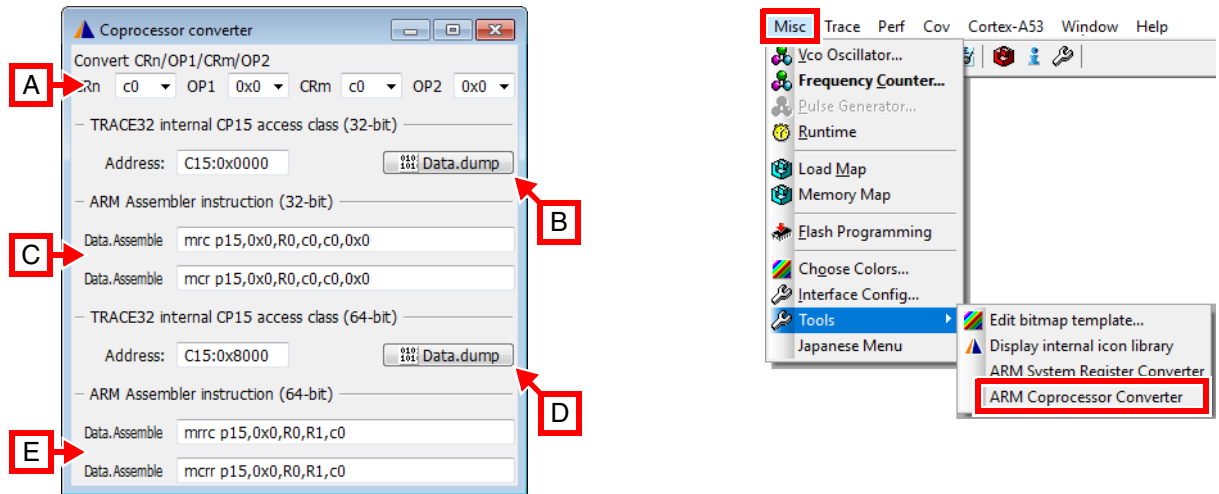 Coprocessor converter
Convert CRn/OP1/CRm/OP2
A
Rn c0 OP1 0x0 CRm c0 OP2 0x0
TRACE32 internal CP15 access class (32-bit)
Address: C15:0x0000 Data.dump
B
ARM Assembler instruction (32-bit)
C
Data.Assemble mrc p15,0x0,R0,c0,c0,0x0
Data.Assemble mcr p15,0x0,R0,c0,c0,0x0
TRACE32 internal CP15 access class (64-bit)
Address: C15:0x8000 Data.dump
D
ARM Assembler instruction (64-bit)
E
Data.Assemble mrrc p15,0x0,R0,R1,c0
Data.Assemble mcrr p15,0x0,R0,R1,c0
Misc Trace Perf Cov Cortex-A53 Window Help
Vco Oscillator...
Frequency Counter...
Pulse Generator...
Runtime
Load Map
Memory Map
Flash Programming
Choose Colors...
Interface Config...
Tools
Japanese Menu
Edit bitmap template...
Display internal icon library
ARM System Register Converter
ARM Coprocessor Converter